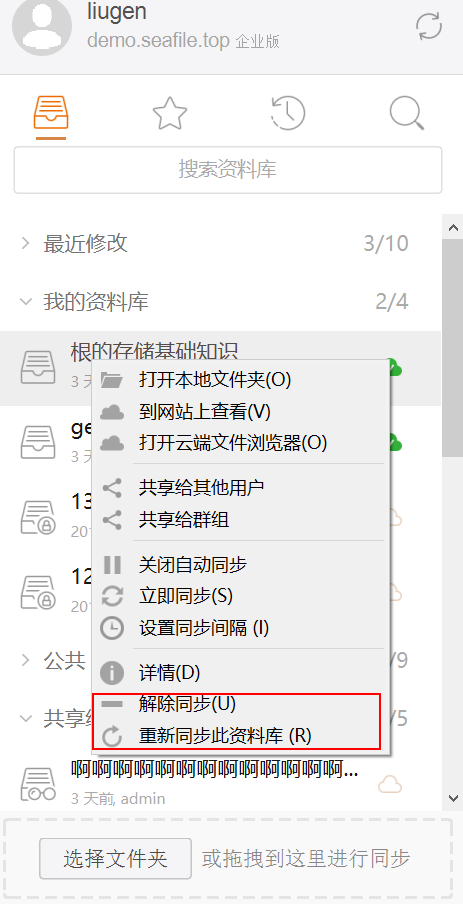 liugen
demo.seafile.top 企业版
搜索资料库
最近修改 3/10
我的资料库 2/4
根的存储基础知识
3 天
打开本地文件夹(O)
到网站上查看(V)
打开云端文件浏览器(O)
ge
3 天
共享给其他用户
共享给群组
13
201
关闭自动同步
立即同步(S)
设置同步间隔 (I)
12
201
详情(D)
解除同步(U)
重新同步此资料库 (R)
公共 /9
共享给 /5
啊啊啊啊啊啊啊啊啊啊啊啊啊...
3 天前, admin
选择文件夹 或拖拽到这里进行同步